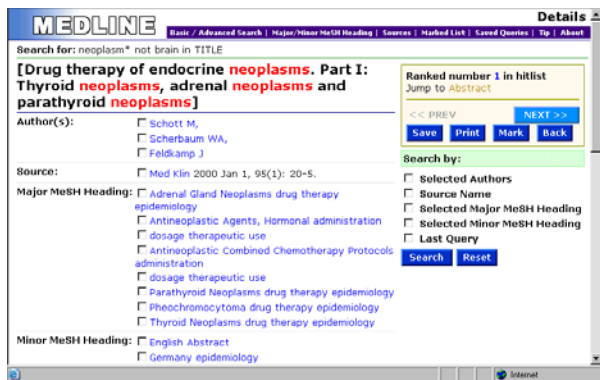 Details
MEDLINE
Basic / Advanced Search | Major/Minor MeSH Heading | Sources | Marked List | Saved Queries | Tip | About
Search for: neoplasm* not brain in TITLE
[Drug therapy of endocrine neoplasms. Part I:
Thyroid neoplasms, adrenal neoplasms and
parathyroid neoplasms]
Author(s):
Schott M,
Scherbaum WA,
Feldkamp J
Source:
Med Klin 2000 Jan 1, 95(1): 20-5.
Major MeSH Heading:
Adrenal Gland Neoplasms drug therapy
epidemiology
Antineoplastic Agents, Hormonal administration
dosage therapeutic use
Antineoplastic Combined Chemotherapy Protocols
administration
dosage therapeutic use
Parathyroid Neoplasms drug therapy epidemiology
Pheochromocytoma drug therapy epidemiology
Thyroid Neoplasms drug therapy epidemiology
Minor MeSH Heading:
English Abstract
Germany epidemiology
Ranked number 1 in hitlist
Jump to Abstract
<< PREV NEXT >>
Save Print Mark Back
Search by:
Selected Authors
Source Name
Selected Major MeSH Heading
Selected Minor MeSH Heading
Last Query
Search Reset
Internet